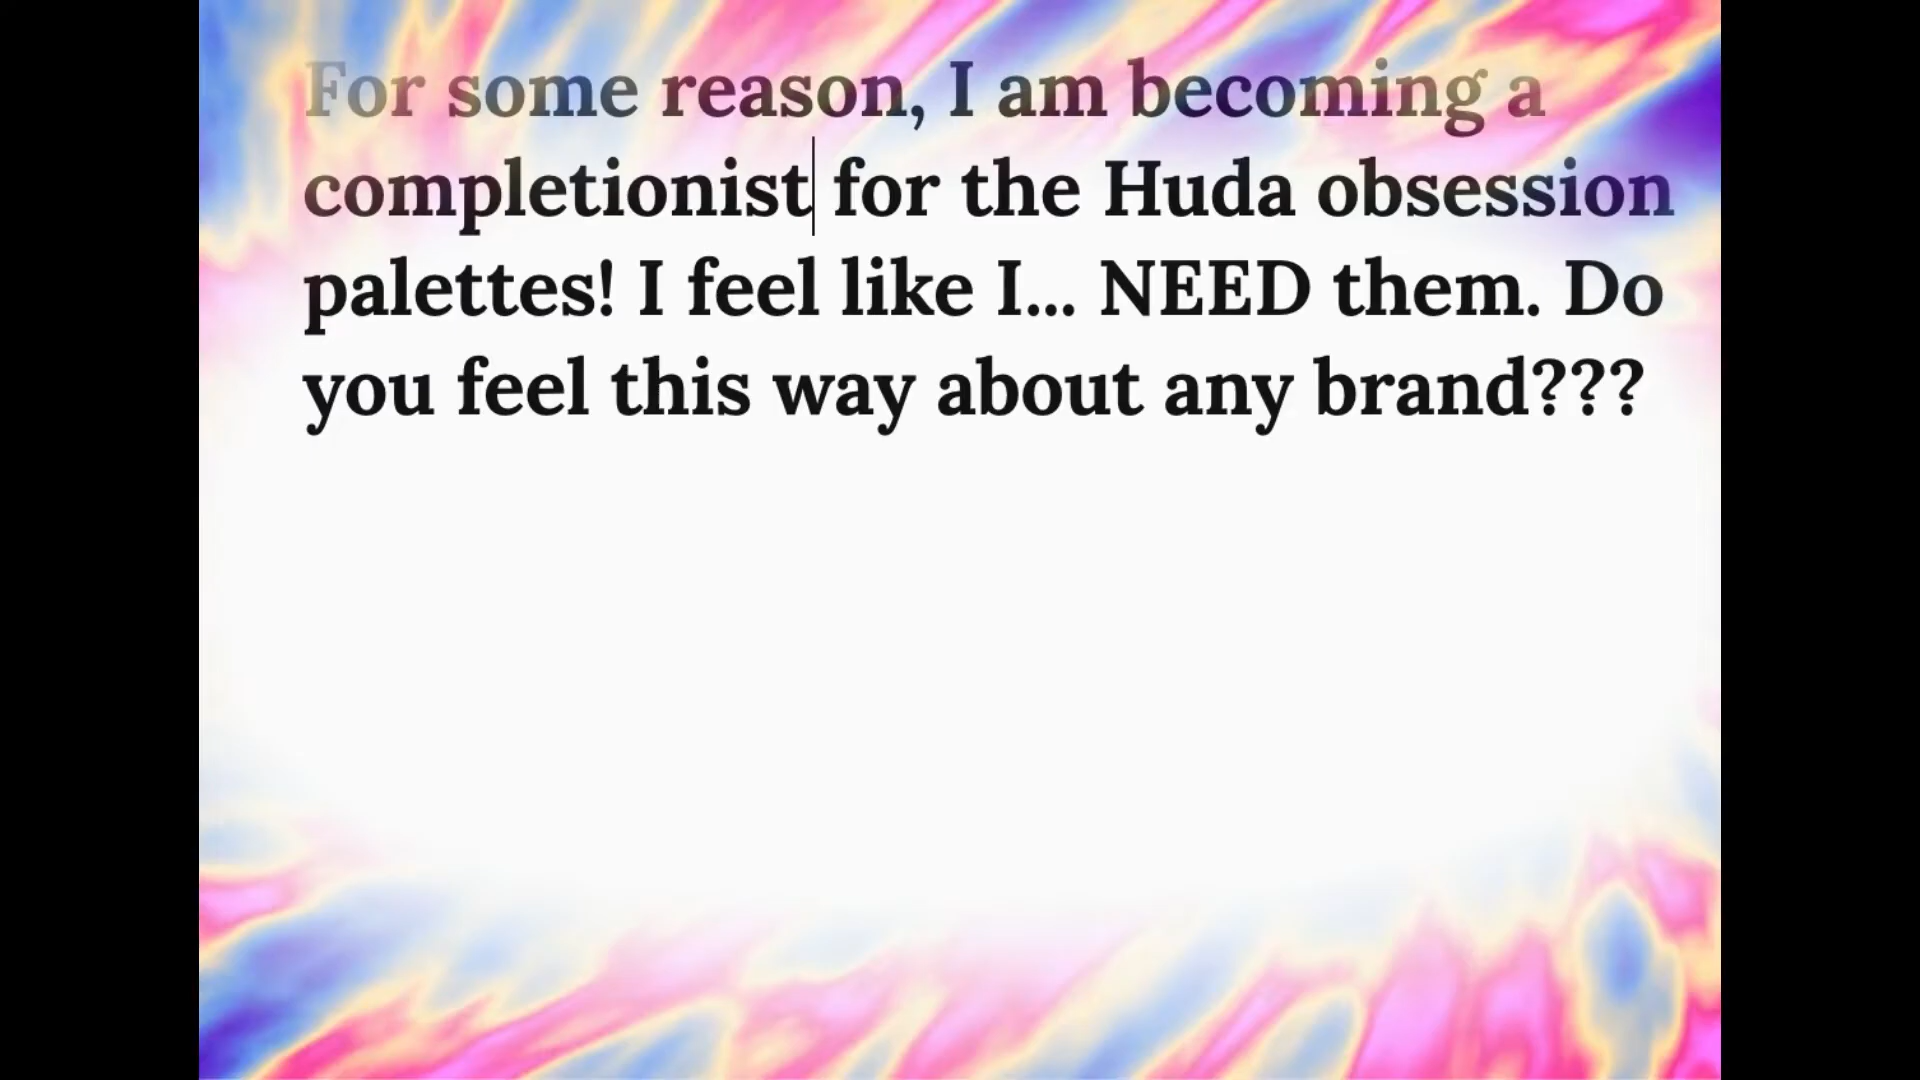 For some reason, I am becoming a
completionist for the Huda obsession
palettes! I feel like I... NEED them. Do
you feel this way about any brand???